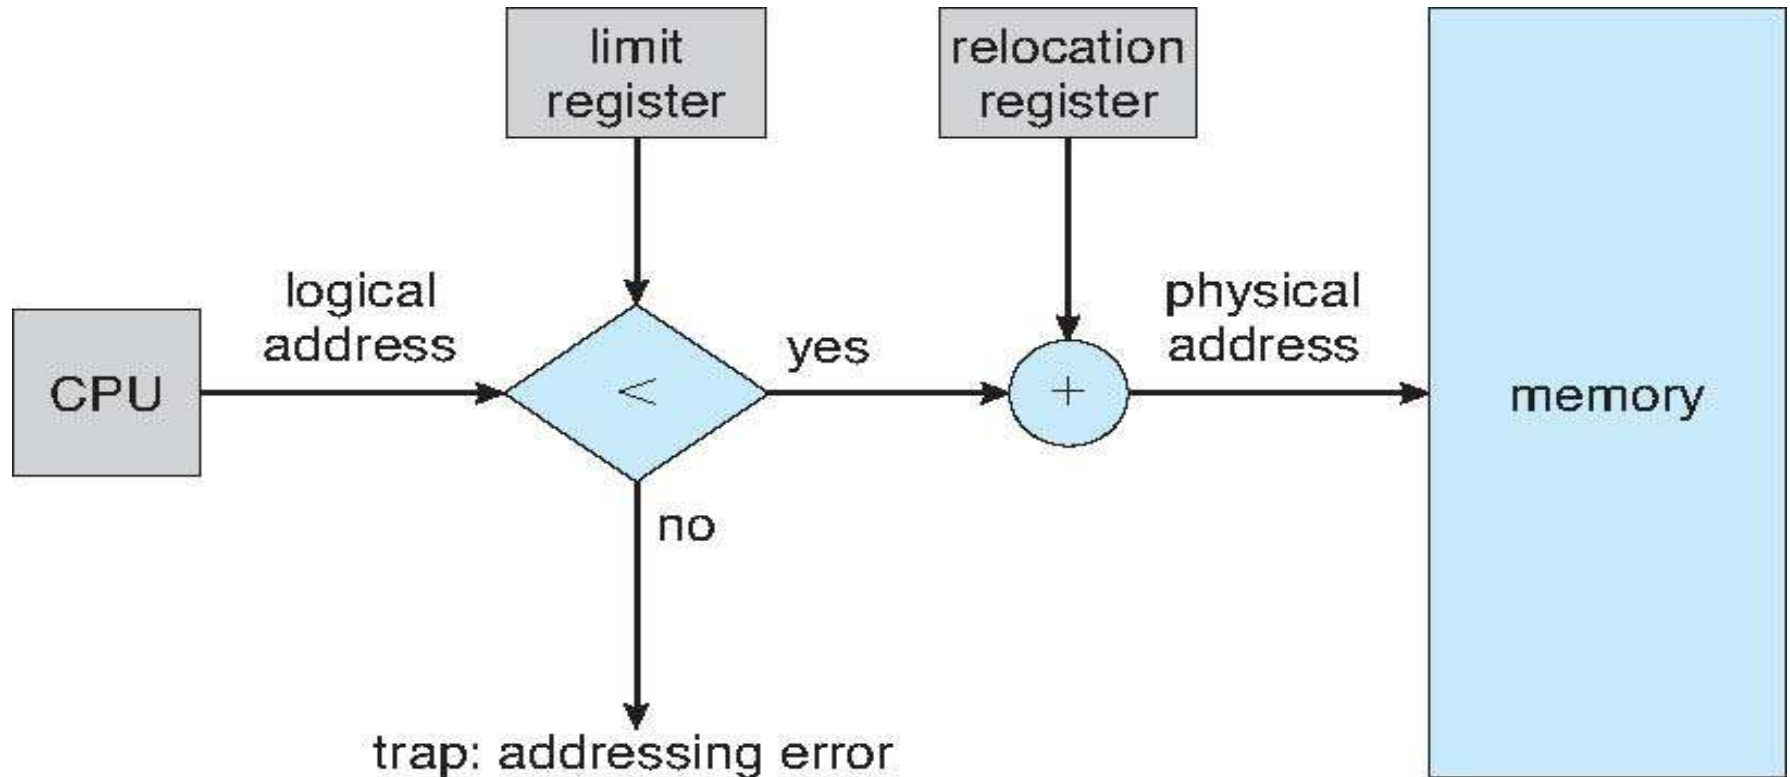 limit
register
relocation
register
logical
address
physical
address
CPU
<
yes
+
memory
no
trap: addressing error